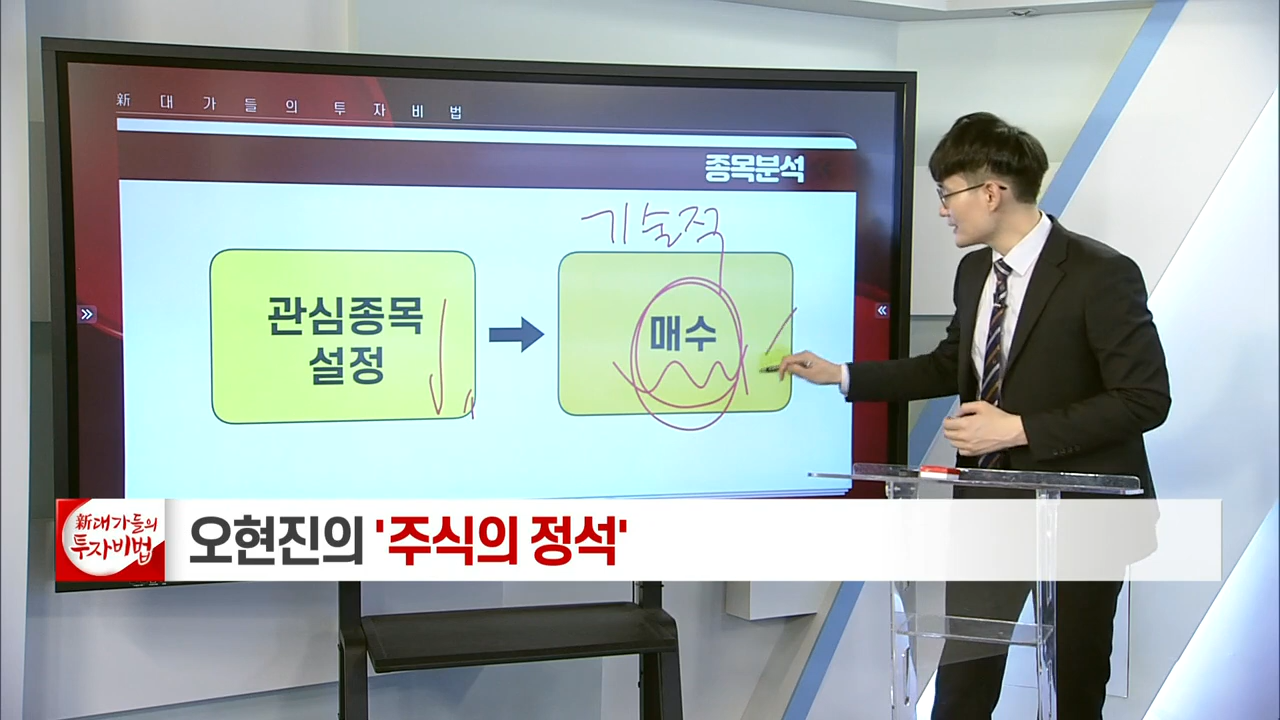 新대가들의투자비법
종목분석
기술적
관심종목
설정
매수
新대가들의
투자비법
오현진의 '주식의 정석'